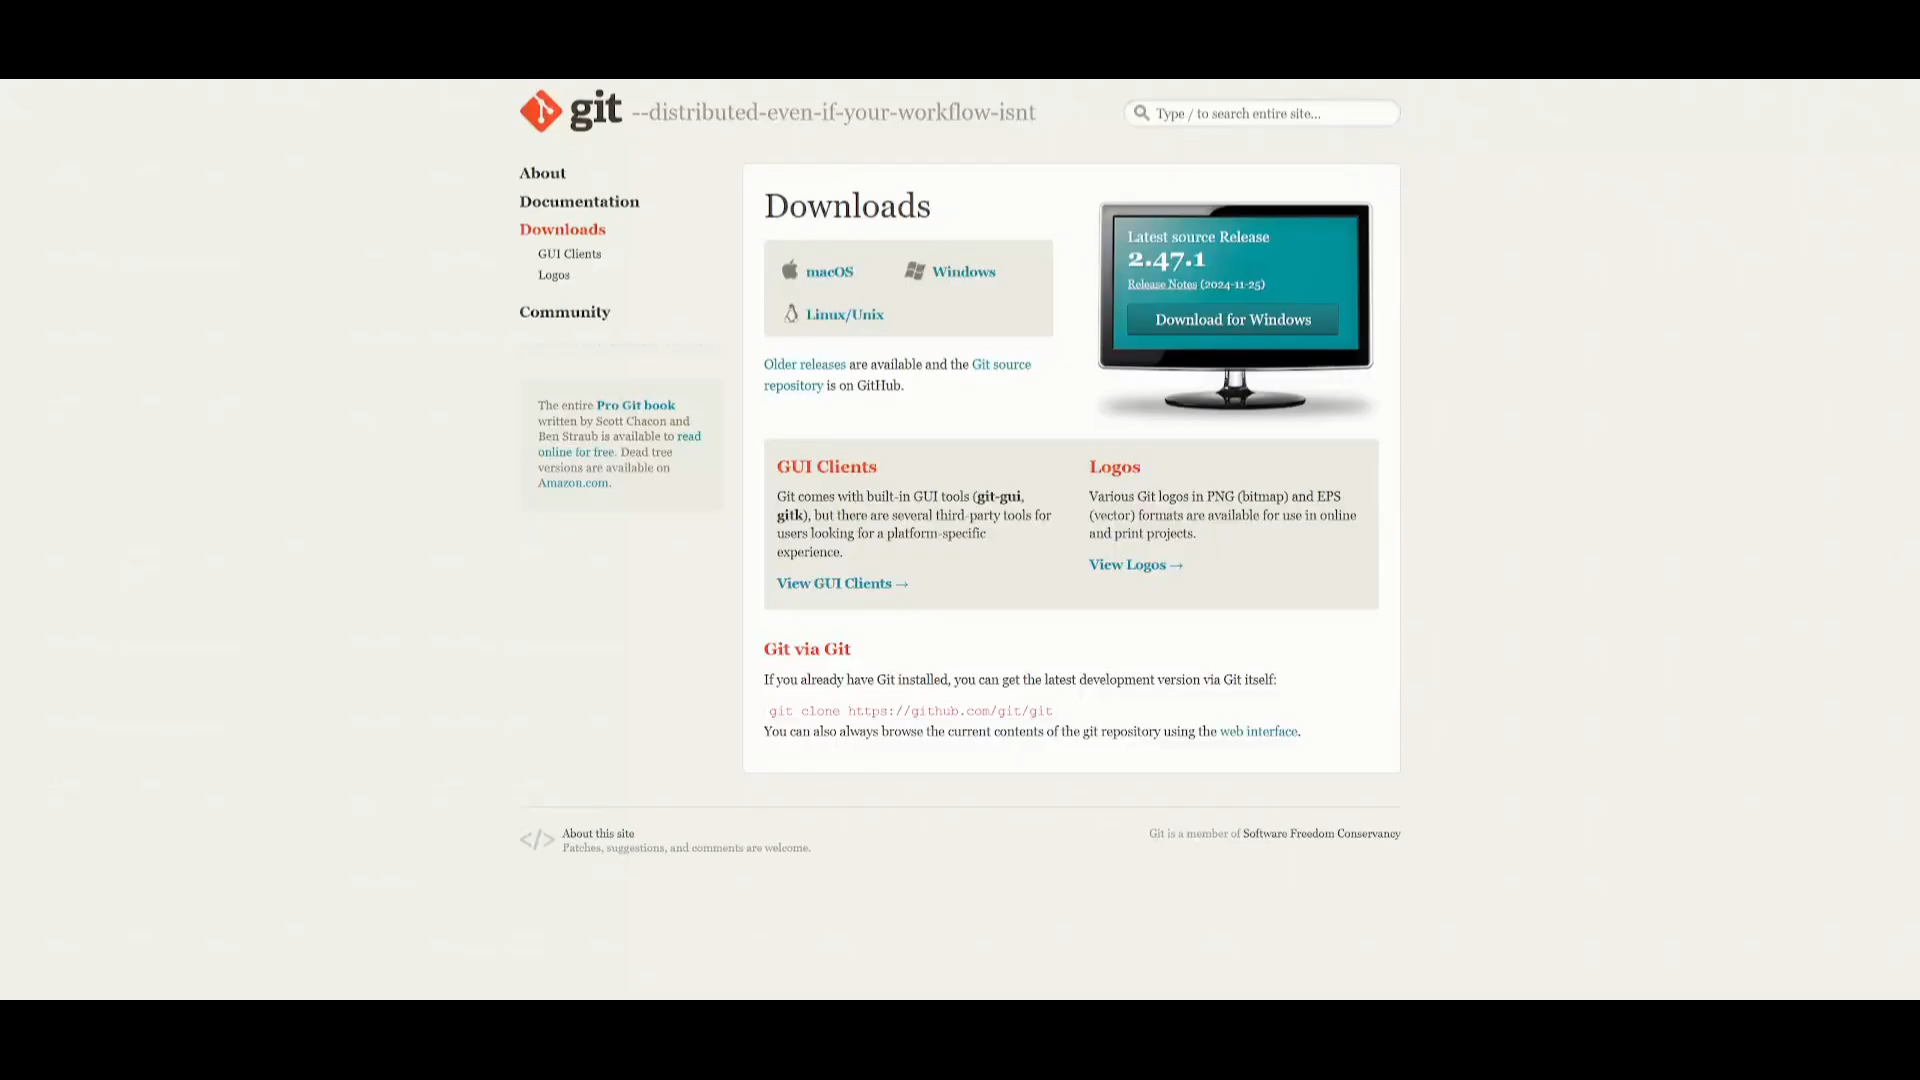 git --distributed-even-if-your-workflow-isnt
Type / to search entire site...
About
Documentation
Downloads
GUI Clients
Logos
Community
The entire Pro Git book
written by Scott Chacon and
Ben Straub is available to read
online for free. Dead tree
versions are available on
Amazon.com.
Downloads
macOS
Windows
Linux/Unix
Older releases are available and the Git source
repository is on GitHub.
Latest source Release
2.47.1
Release Notes (2024-11-25)
Download for Windows
GUI Clients
Git comes with built-in GUI tools (git-gui,
gitk), but there are several third-party tools for
users looking for a platform-specific
experience.
View GUI Clients →
Logos
Various Git logos in PNG (bitmap) and EPS
(vector) formats are available for use in online
and print projects.
View Logos →
Git via Git
If you already have Git installed, you can get the latest development version via Git itself:
git clone https://github.com/git/git
You can also always browse the current contents of the git repository using the web interface.
</> About this site
Patches, suggestions, and comments are welcome.
Git is a member of Software Freedom Conservancy